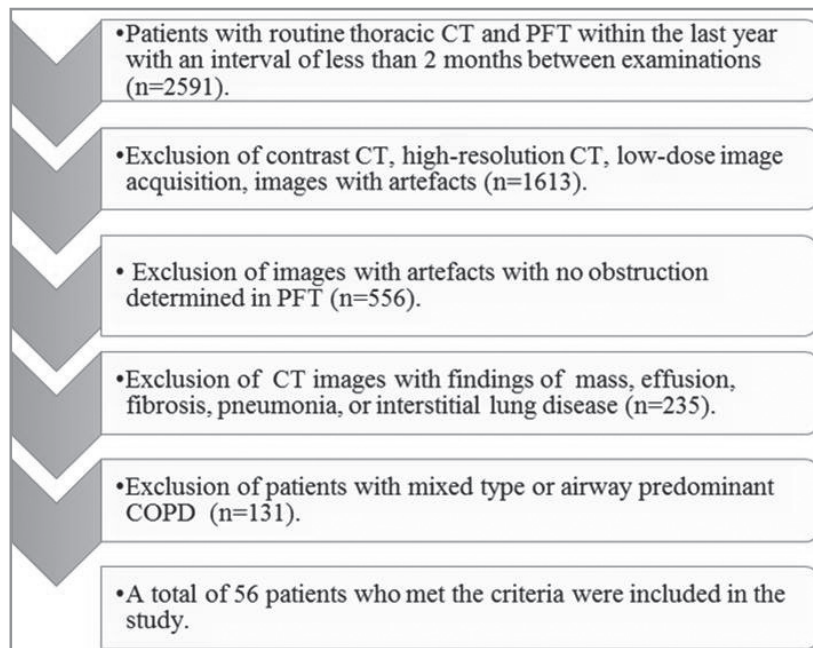 •Patients with routine thoracic CT and PFT within the last year
with an interval of less than 2 months between examinations
(n=2591).
•Exclusion of contrast CT, high-resolution CT, low-dose image
acquisition, images with artefacts (n=1613).
• Exclusion of images with artefacts with no obstruction
determined in PFT (n=556).
•Exclusion of CT images with findings of mass, effusion,
fibrosis, pneumonia, or interstitial lung disease (n=235).
•Exclusion of patients with mixed type or airway predominant
COPD (n=131).
•A total of 56 patients who met the criteria were included in the
study.